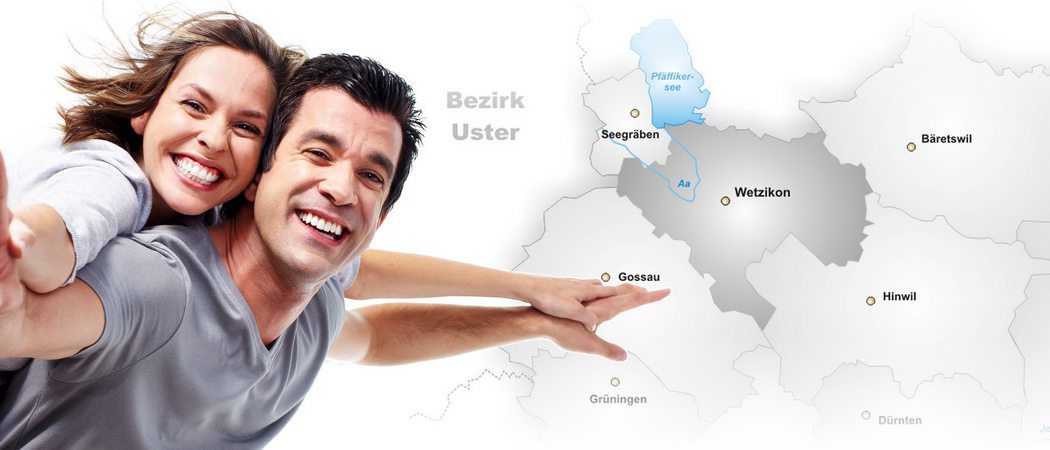 Bezirk
Uster
Pfäffiker-
see
Seegräben
Bäretswil
Aa
Wetzikon
Gossau
Hinwil
Grüningen
Dürnten